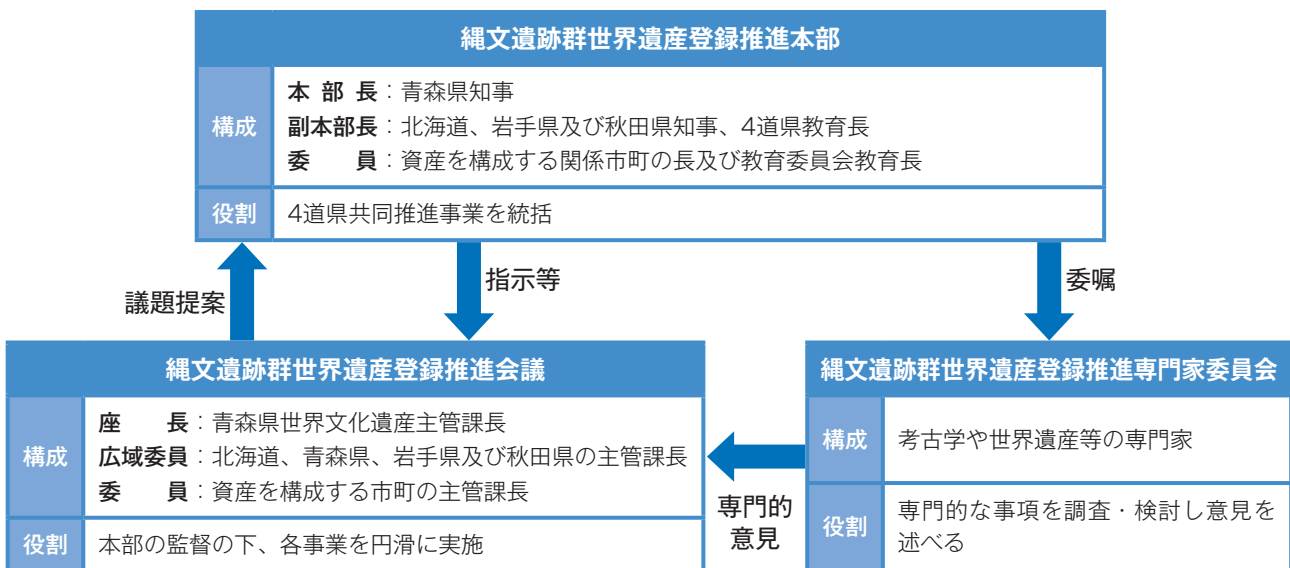 縄文遺跡群世界遺産登録推進本部
構成
本部長：青森県知事
副本部長：北海道、岩手県及び秋田県知事、4道県教育長
委員：資産を構成する関係市町の長及び教育委員会教育長
役割
4道県共同推進事業を統括
議題提案
指示等
委嘱
縄文遺跡群世界遺産登録推進会議
構成
座長：青森県世界文化遺産主管課長
広域委員：北海道、青森県、岩手県及び秋田県の主管課長
委員：資産を構成する市町の主管課長
役割
本部の監督の下、各事業を円滑に実施
専門的
意見
縄文遺跡群世界遺産登録推進専門家委員会
構成
考古学や世界遺産等の専門家
役割
専門的な事項を調査・検討し意見を
述べる